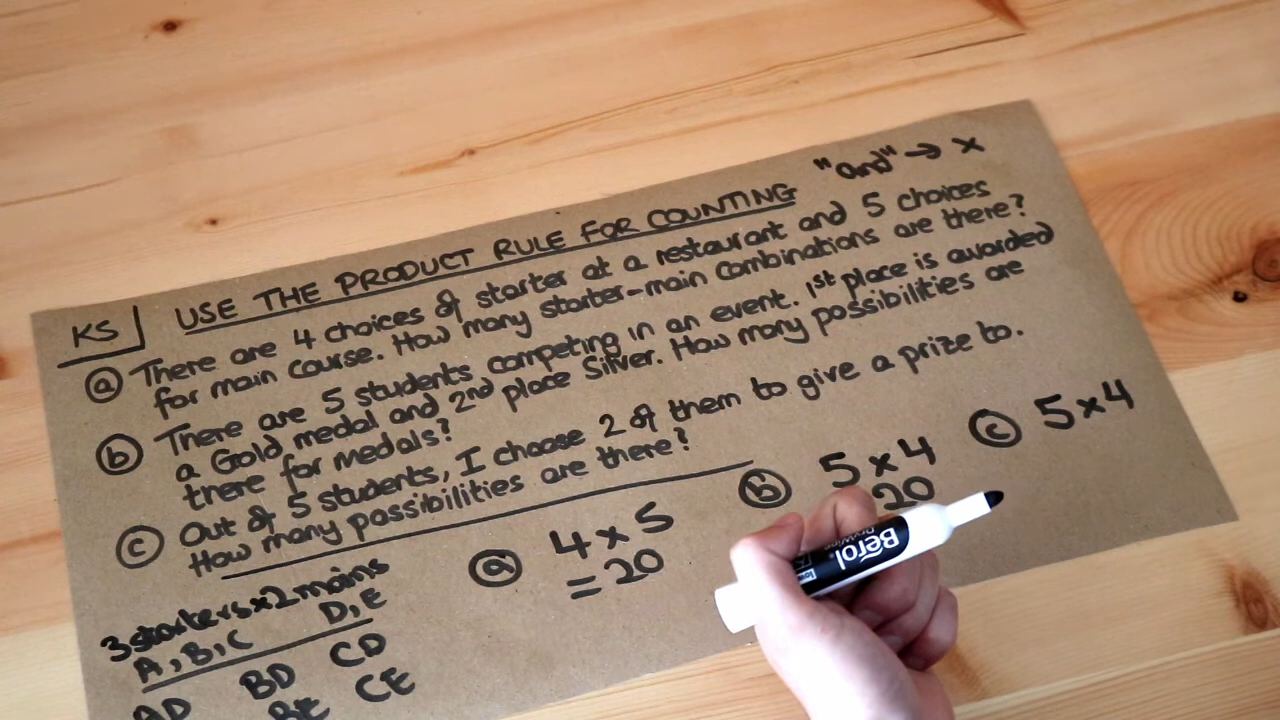 "and" → ×
KS USE THE PRODUCT RULE FOR COUNTING
a There are 4 choices of starter at a restaurant and 5 choices
for main course. How many starter-main combinations are there?
b There are 5 students competing in an event. 1st place is awarded
a Gold medal and 2nd place Silver. How many possibilities are
there for medals?
c Out of 5 students, I choose 2 of them to give a prize to.
How many possibilities are there?
3 starters × 2 mains
A, B, C D, E
AD BD CD
BE CE
a 4 × 5
= 20
b 5 × 4
20
c 5 × 4
Berol